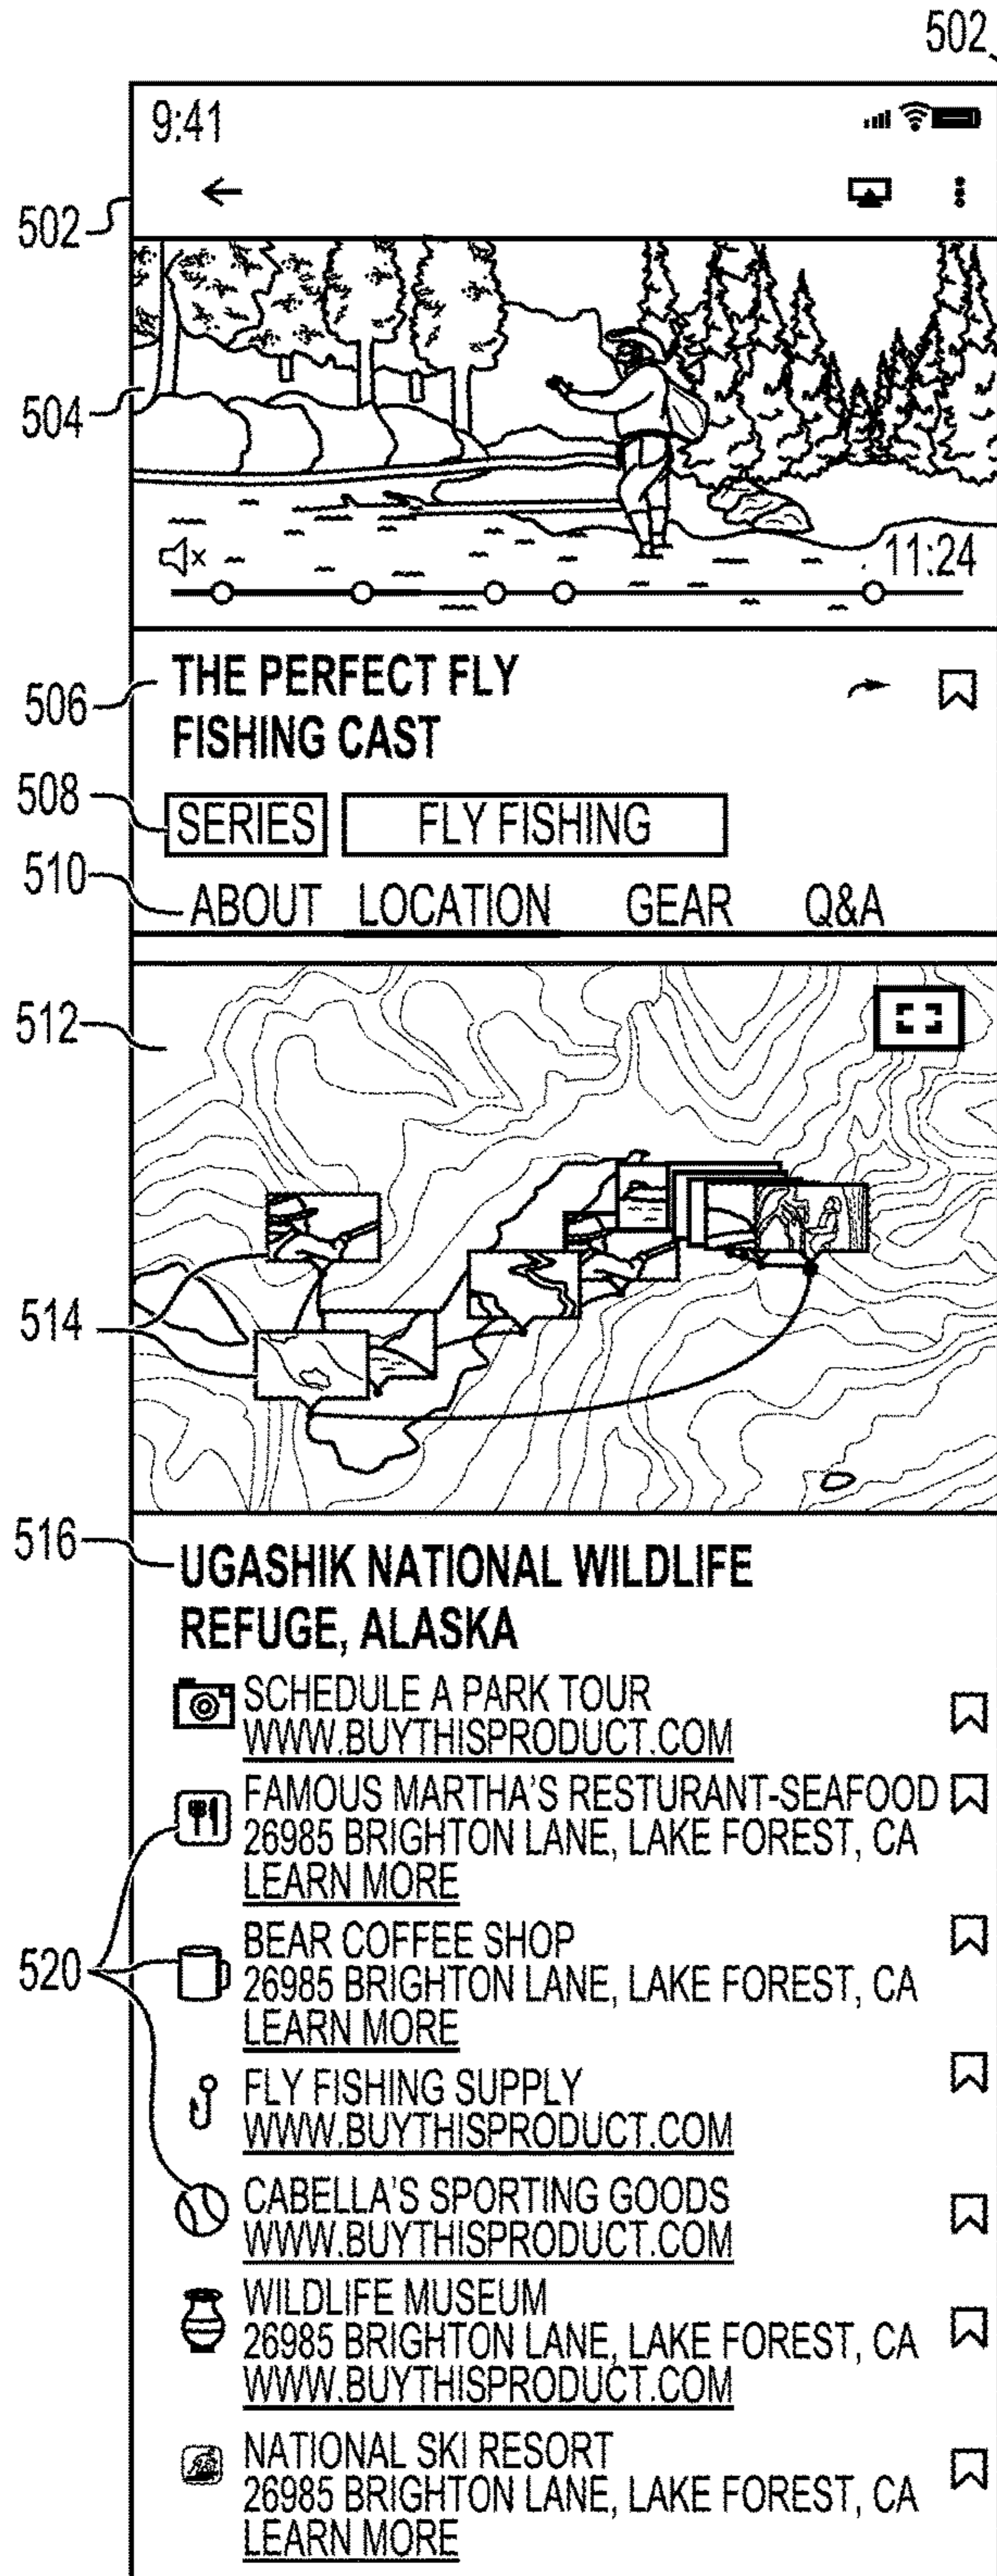 502
9:41
502
504
11:24
506
THE PERFECT FLY
FISHING CAST
508
SERIES FLY FISHING
510
ABOUT LOCATION GEAR Q&A
512
514
516
UGASHIK NATIONAL WILDLIFE
REFUGE, ALASKA
SCHEDULE A PARK TOUR
WWW.BUYTHISPRODUCT.COM
FAMOUS MARTHA'S RESTURANT-SEAFOOD
26985 BRIGHTON LANE, LAKE FOREST, CA
LEARN MORE
520
BEAR COFFEE SHOP
26985 BRIGHTON LANE, LAKE FOREST, CA
LEARN MORE
FLY FISHING SUPPLY
WWW.BUYTHISPRODUCT.COM
CABELLA'S SPORTING GOODS
WWW.BUYTHISPRODUCT.COM
WILDLIFE MUSEUM
26985 BRIGHTON LANE, LAKE FOREST, CA
WWW.BUYTHISPRODUCT.COM
NATIONAL SKI RESORT
26985 BRIGHTON LANE, LAKE FOREST, CA
LEARN MORE